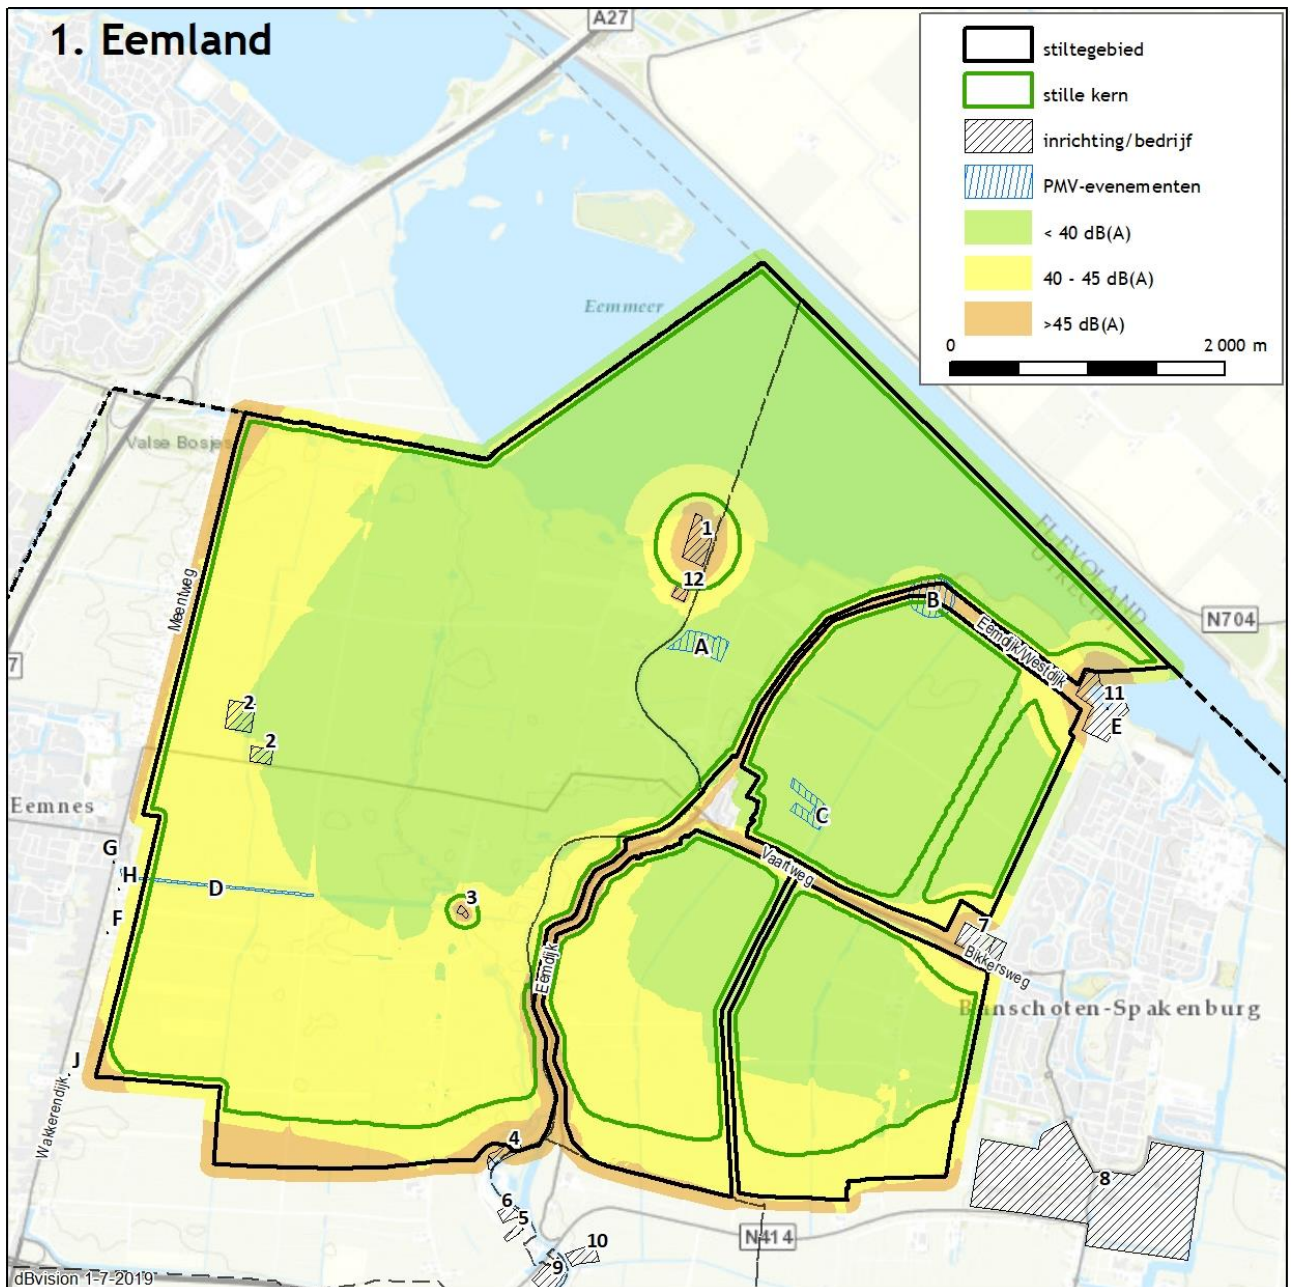 1. Eemland
A27
stiltegebied
stille kern
inrichting/bedrijf
PMV-evenementen
< 40 dB(A)
40 - 45 dB(A)
>45 dB(A)
0
2 000 m
Eemmeer
Valse Bosjes
Meentweg
1
12
A
B
Eemdijk/Westdijk
FLEVOLAND
UTRECHT
N704
7
11
E
2
2
C
Eemnes
G
H
D
F
3
Vaartweg
7
Bikkersweg
Eemdijk
Bunschoten-Spakenburg
J
Wakkerendijk
4
8
6
5
10
9
N414
dBvision 1-7-2019